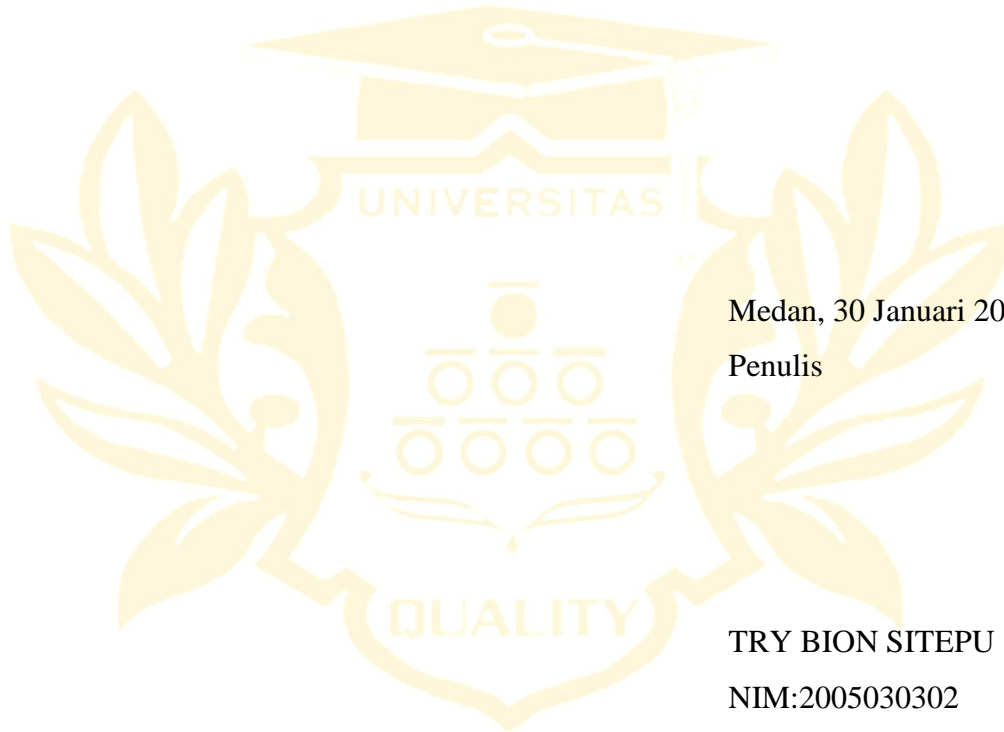 UNIVERSITAS
Medan, 30 Januari 20
Penulis
QUALITY
TRY BION SITEPU
NIM:2005030302